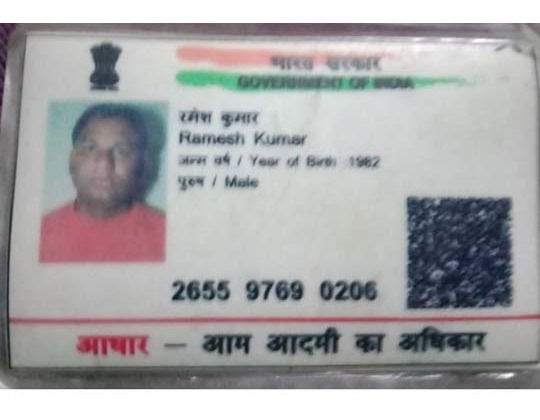 भारत सरकार
GOVERNMENT OF INDIA
रमेश कुमार
Ramesh Kumar
जन्म वर्ष / Year of Birth :1982
पुरुष / Male
2655 9769 0206
आधार – आम आदमी का अधिकार